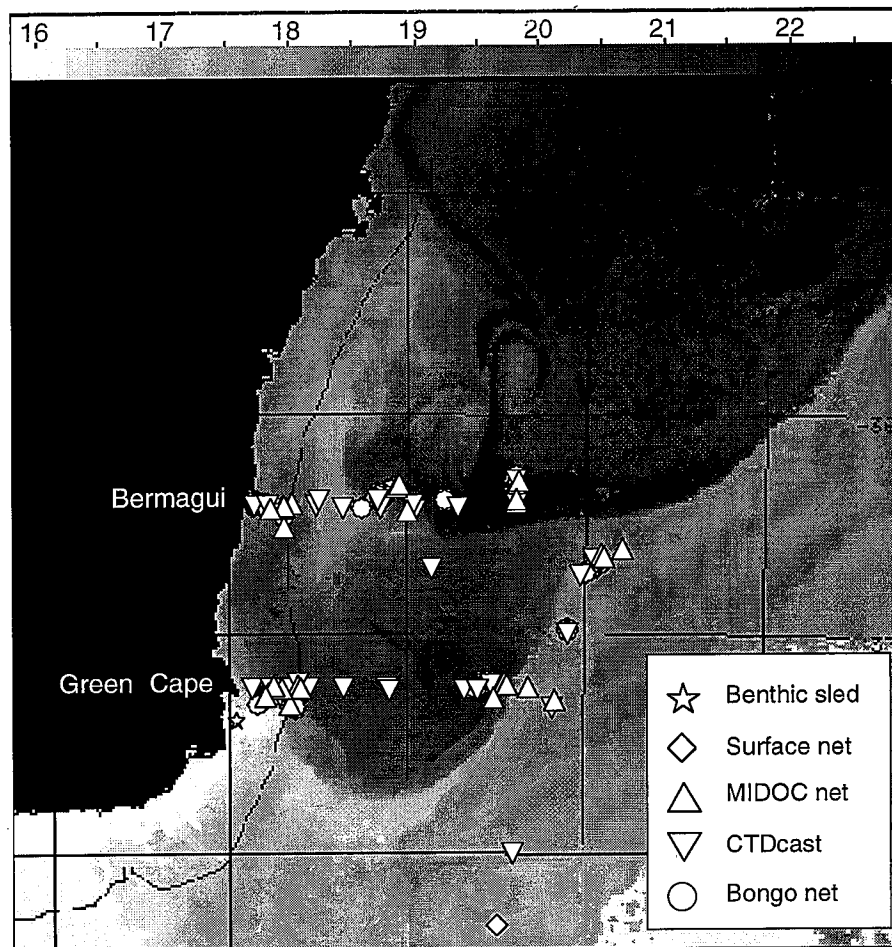 16 17 18 19 20 21 22
Bermagui
Green Cape
Benthic sled
Surface net
MIDOC net
CTDcast
Bongo net